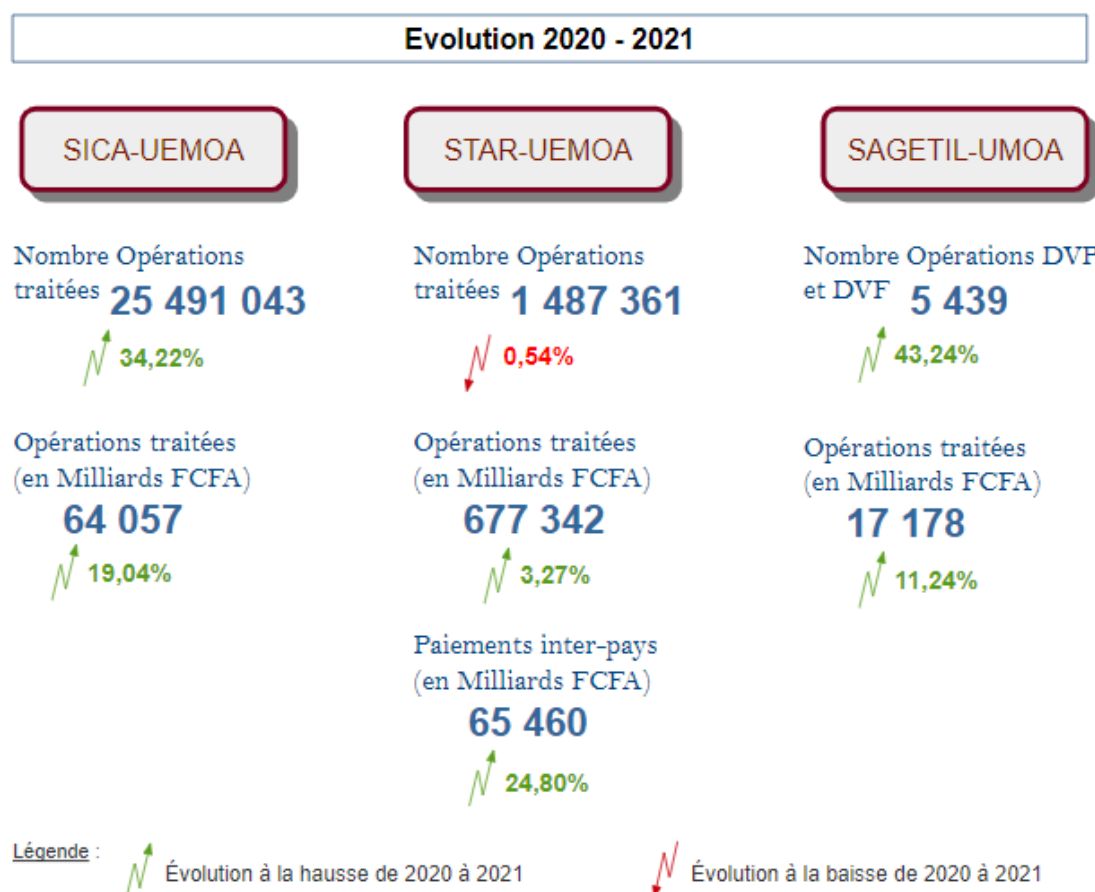 Evolution 2020 - 2021
SICA-UEMOA
STAR-UEMOA
SAGETIL-UMOA
Nombre Opérations
traitées 25 491 043
34,22%
Opérations traitées
(en Milliards FCFA)
64 057
19,04%
Nombre Opérations
traitées 1 487 361
0,54%
Opérations traitées
(en Milliards FCFA)
677 342
3,27%
Paiements inter-pays
(en Milliards FCFA)
65 460
24,80%
Nombre Opérations DVP
et DVF 5 439
43,24%
Opérations traitées
(en Milliards FCFA)
17 178
11,24%
Légende :
Évolution à la hausse de 2020 à 2021
Évolution à la baisse de 2020 à 2021